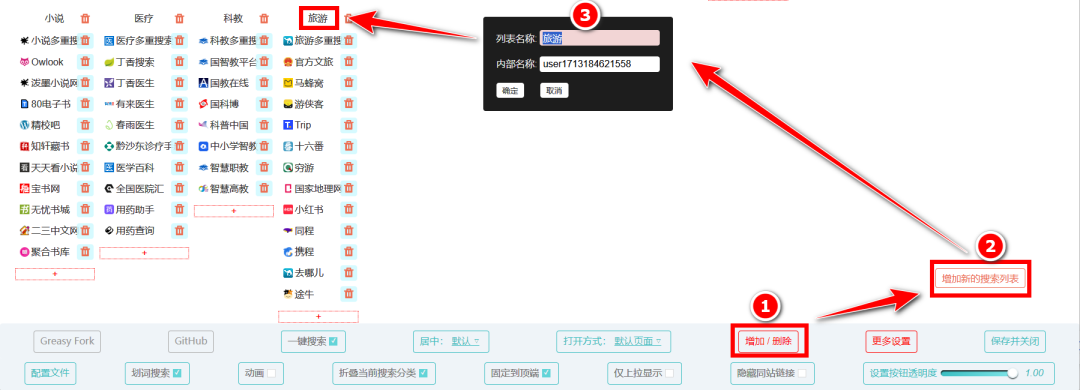 小说
小说多重搜
Owlook
泼墨小说网
80电子书
精校吧
知轩藏书
天天看小说
宝书网
无忧书城
二三中文网
聚合书库
+
医疗
医疗多重搜索
丁香搜索
丁香医生
有来医生
春雨医生
黔沙东诊疗手
医学百科
全国医院汇
用药助手
用药查询
+
科教
科教多重搜
国智教平台
国教在线
国科博
科普中国
中小学智教
智慧职教
智慧高教
+
旅游
旅游多重搜
官方文旅
马蜂窝
游侠客
Trip
十六番
穷游
国家地理网
小红书
同程
携程
去哪儿
途牛
+
3
列表名称: 旅游
内部名称: user1713184621558
确定 取消
2
增加新的搜索列表
1
Greasy Fork GitHub 一键搜索 居中: 默认 打开方式: 默认页面 增加 / 删除 更多设置 保存并关闭
配置文件 划词搜索 动画 折叠当前搜索分类 固定到顶端 仅上拉显示 隐藏同站链接 设置按钮透明度 1.00